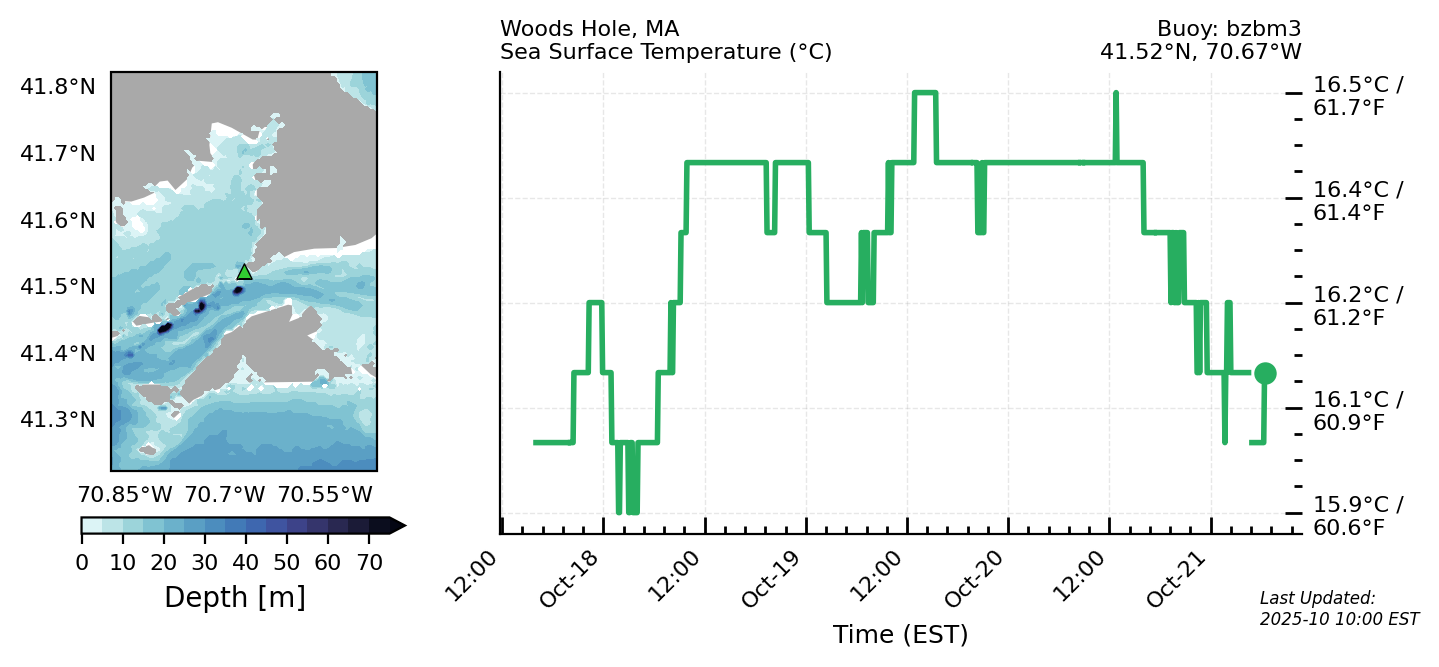 Woods Hole, MA
Sea Surface Temperature (°C)
Buoy: bzbm3
41.52°N, 70.67°W
41.8°N
41.7°N
41.6°N
41.5°N
41.4°N
41.3°N
70.85°W 70.7°W 70.55°W
0 10 20 30 40 50 60 70
Depth [m]
16.5°C /
61.7°F
16.4°C /
61.4°F
16.2°C /
61.2°F
16.1°C /
60.9°F
15.9°C /
60.6°F
12:00 Oct-18 12:00 Oct-19 12:00 Oct-20 12:00 Oct-21
Time (EST)
Last Updated:
2025-10 10:00 EST